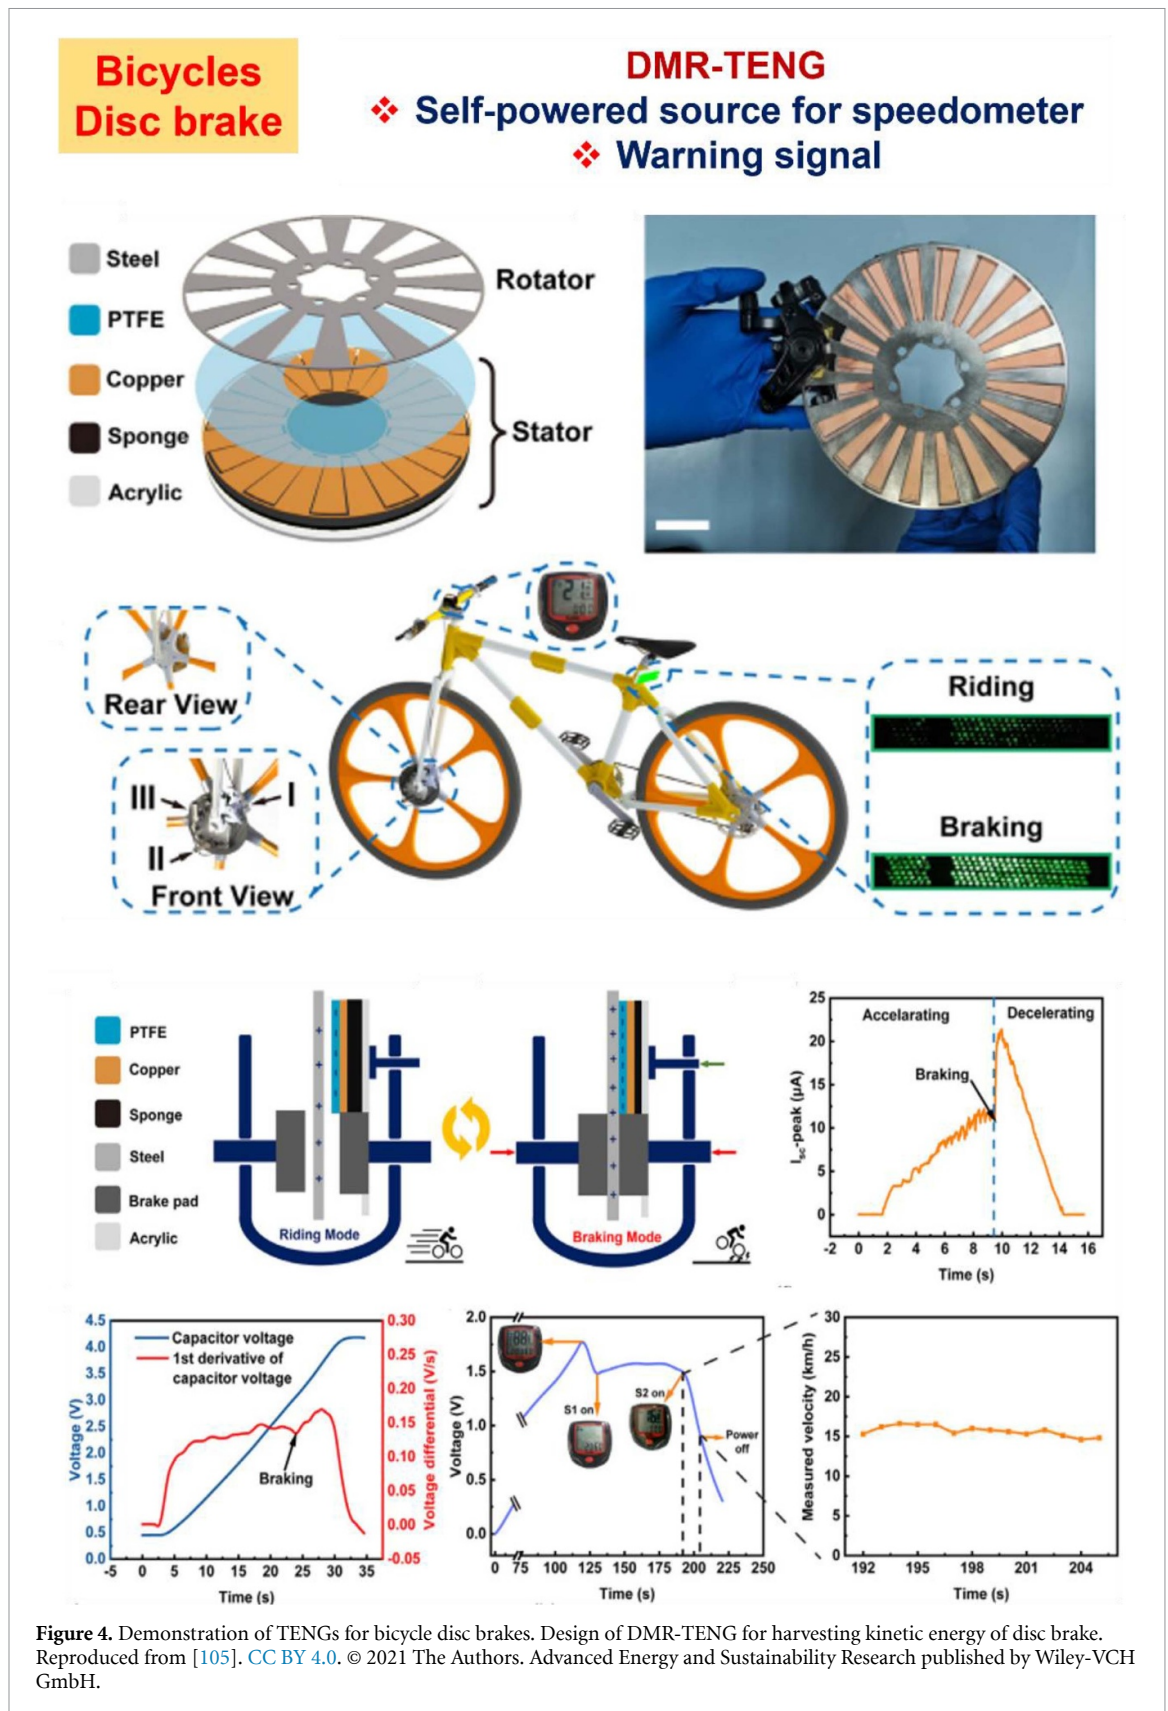 Bicycles
Disc brake
DMR-TENG
❖ Self-powered source for speedometer
❖ Warning signal
Steel
PTFE
Copper
Sponge
Acrylic
Rotator
Stator
Rear View
III
I
II
Front View
Riding
Braking
PTFE
Copper
Sponge
Steel
Brake pad
Acrylic
Riding Mode
Braking Mode
25
20
15
10
5
0
Isc-peak (μA)
Accelarating
Decelerating
Braking
-2 0 2 4 6 8 10 12 14 16
Time (s)
4.5
4.0
3.5
3.0
2.5
2.0
1.5
1.0
0.5
0.0
Voltage (V)
Capacitor voltage
1st derivative of
capacitor voltage
Braking
0.30
0.25
0.20
0.15
0.10
0.05
0.00
-0.05
Voltage differential (V/s)
-5 0 5 10 15 20 25 30 35
Time (s)
2.0
1.5
1.0
0.5
0.0
Voltage (V)
S1 on
S2 on
Power
off
0 75 100 125 150 175 200 225 250
Time (s)
30
25
20
15
10
5
0
Measured velocity (km/h)
192 195 198 201 204
Time (s)
Figure 4. Demonstration of TENGs for bicycle disc brakes. Design of DMR-TENG for harvesting kinetic energy of disc brake.
Reproduced from [105]. CC BY 4.0. © 2021 The Authors. Advanced Energy and Sustainability Research published by Wiley-VCH
GmbH.